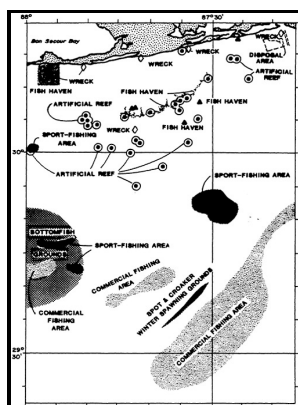 88°
87°30
Bon Secour Bay
WRECK
WRECK
WRECK
DISPOSAL
AREA
ARTIFICIAL
REEF
WRECK
FISH HAVEN
FISH HAVEN
FISH HAVEN
ARTIFICIAL REEF
WRECK
FISH HAVEN
SPORT-FISHING
AREA
30°
ARTIFICIAL REEF
SPORT-FISHING
AREA
BOTTOMFISH
GROUNDS
SPORT-FISHING AREA
COMMERCIAL FISHING
AREA
COMMERCIAL
FISHING
AREA
SPOT & CROAKER
WINTER SPAWNING GROUNDS
COMMERCIAL FISHING AREA
29°
30'